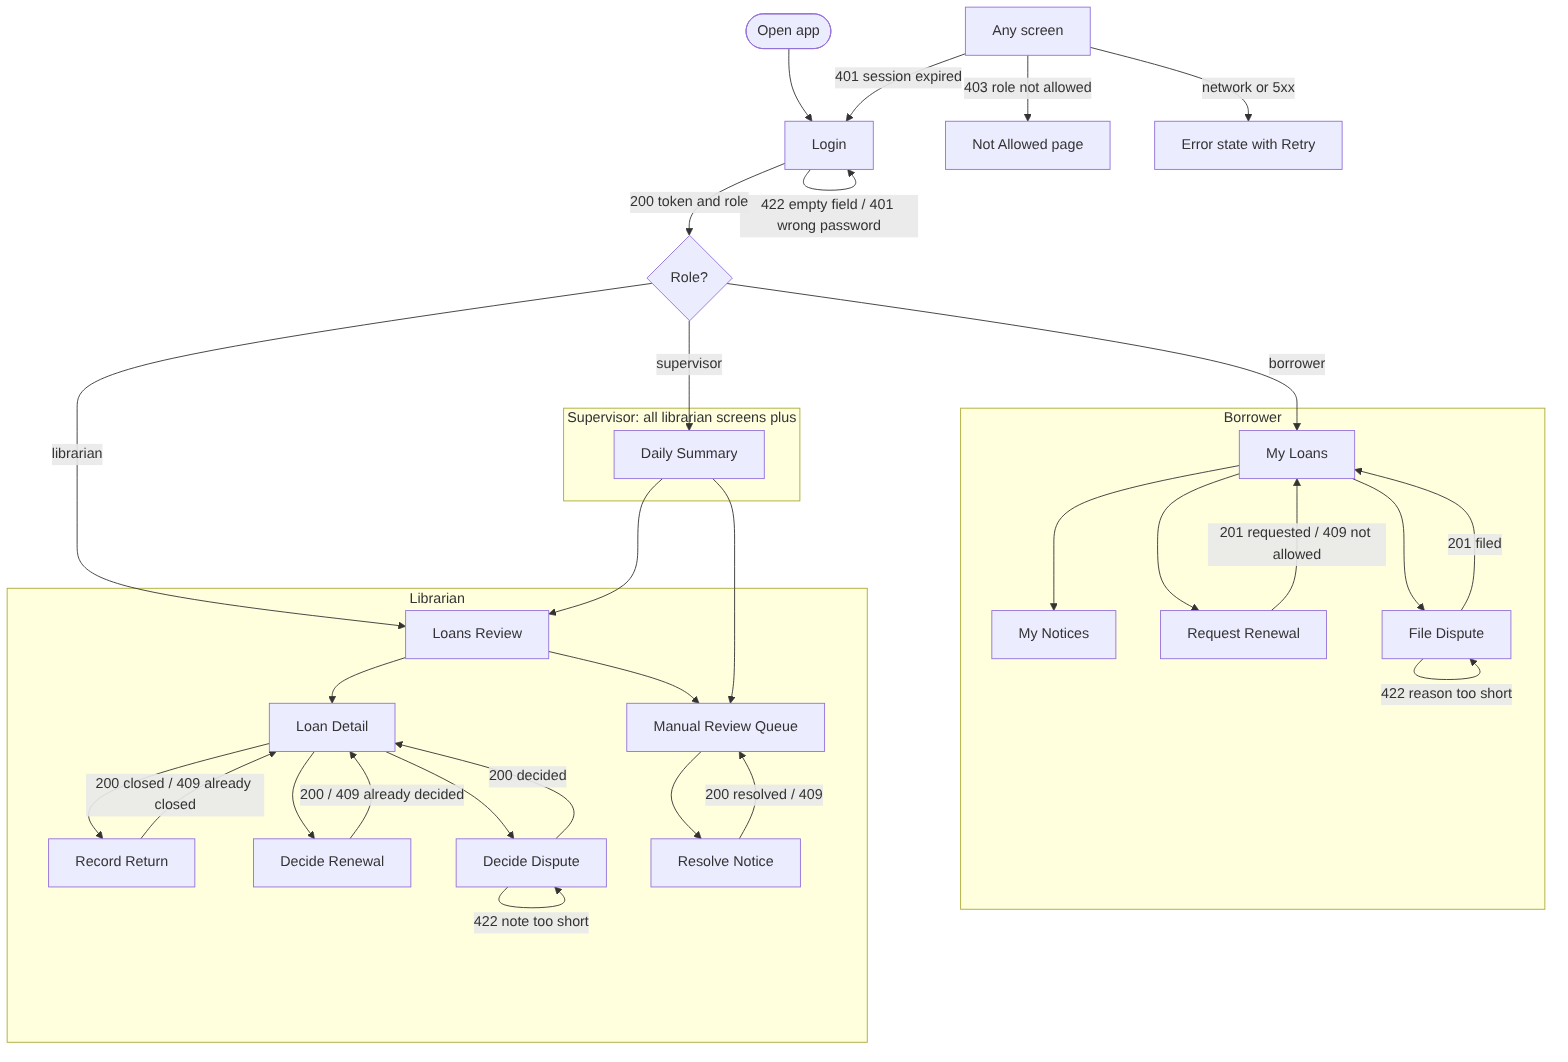 Open app
Any screen
401 session expired
403 role not allowed
network or 5xx
Login
Not Allowed page
Error state with Retry
200 token and role
422 empty field / 401
wrong password
Role?
librarian
supervisor
borrower
Supervisor: all librarian screens plus
Daily Summary
Borrower
My Loans
201 requested / 409 not
allowed
201 filed
My Notices
Request Renewal
File Dispute
422 reason too short
Librarian
Loans Review
Loan Detail
Manual Review Queue
200 closed / 409 already
closed
200 / 409 already decided
200 decided
200 resolved / 409
Record Return
Decide Renewal
Decide Dispute
Resolve Notice
422 note too short